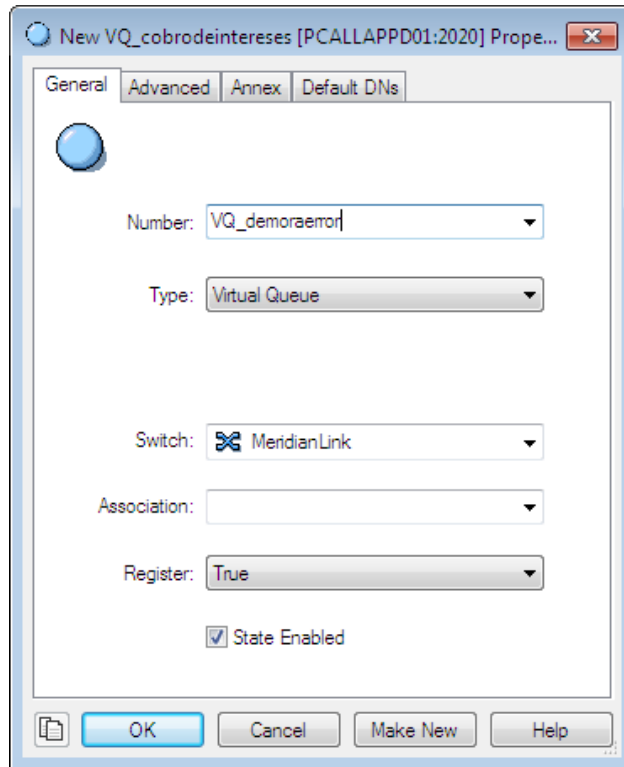 New VQ_cobrodeintereses [PCALLAPPD01:2020] Prope...
General Advanced Annex Default DNs
Number: VQ_demoraerror
Type: Virtual Queue
Switch: MeridianLink
Association:
Register: True
State Enabled
OK Cancel Make New Help